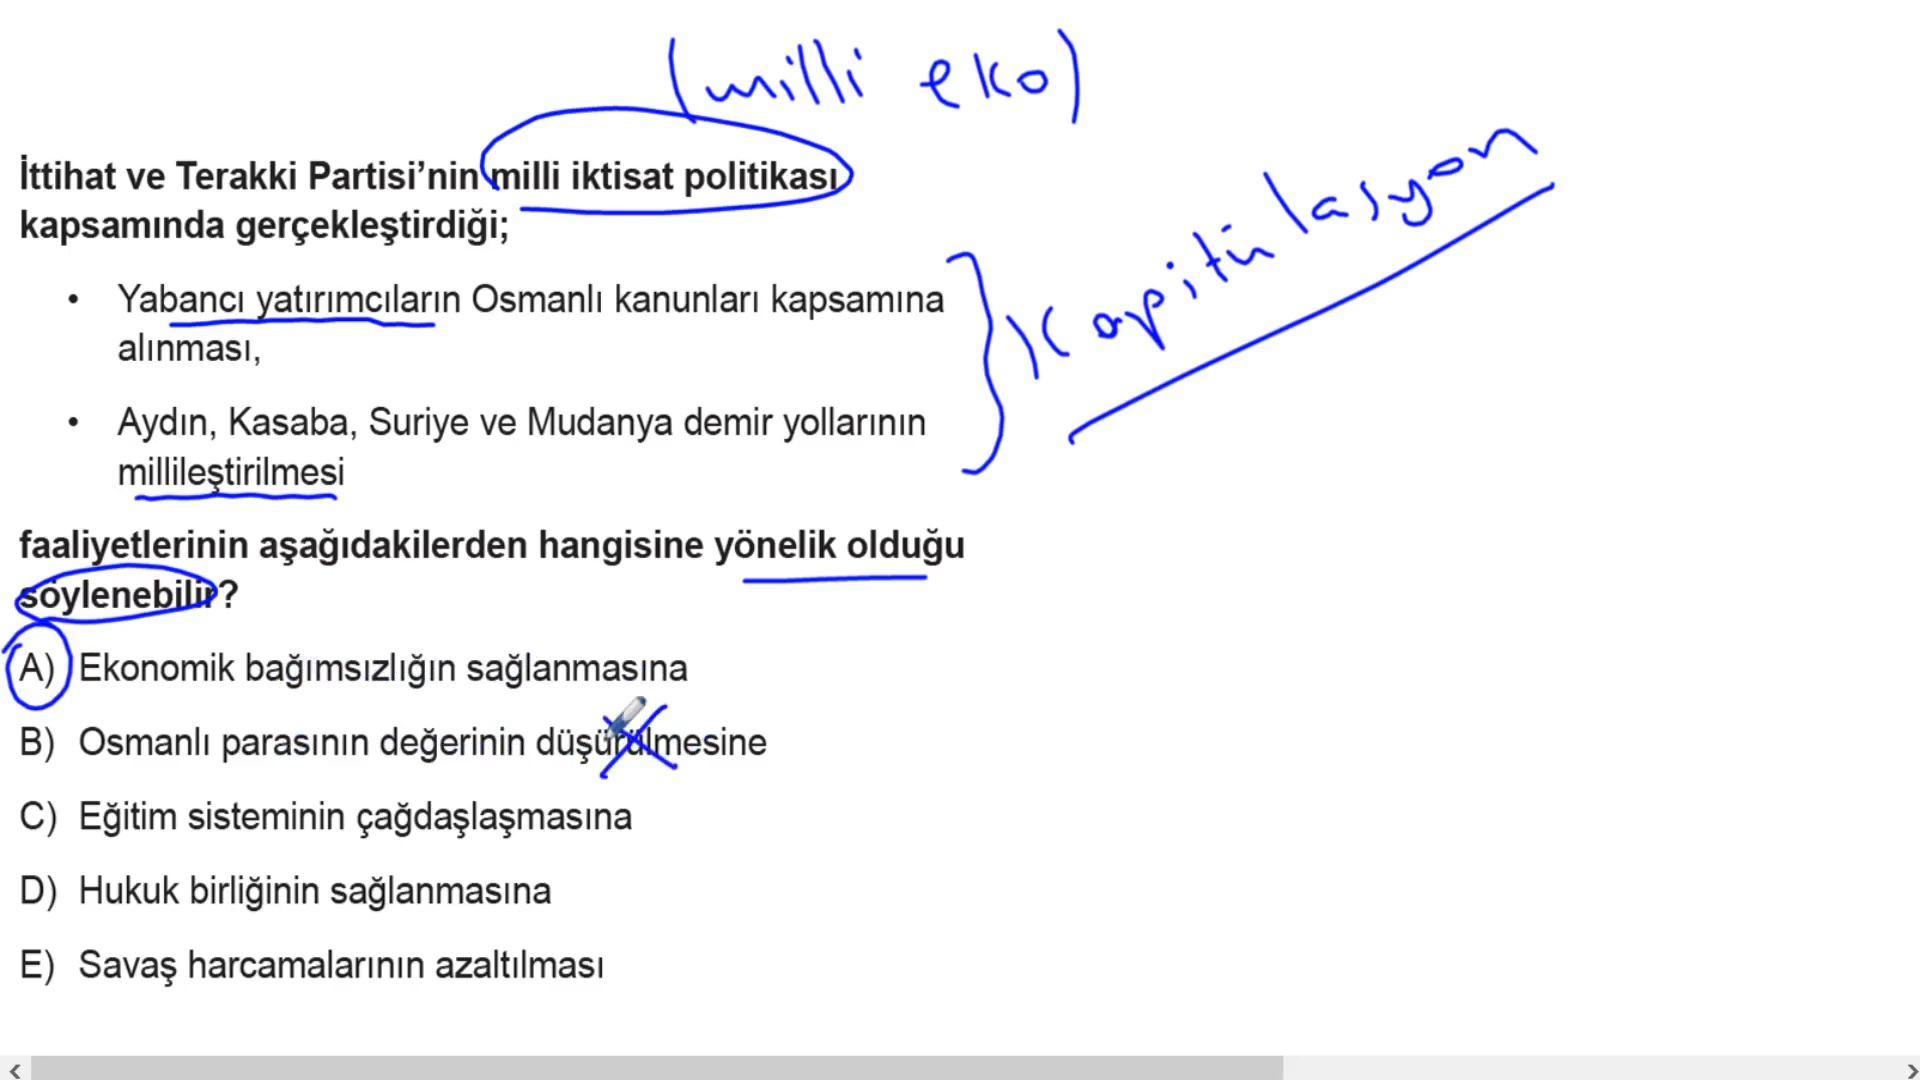 (milli eko)
İttihat ve Terakki Partisi’nin milli iktisat politikası
kapsamında gerçekleştirdiği;
• Yabancı yatırımcıların Osmanlı kanunları kapsamına
alınması,
• Aydın, Kasaba, Suriye ve Mudanya demir yollarının
millileştirilmesi
Kapitülasyon
faaliyetlerinin aşağıdakilerden hangisine yönelik olduğu
söylenebilir?
A) Ekonomik bağımsızlığın sağlanmasına
B) Osmanlı parasının değerinin düşürülmesine
C) Eğitim sisteminin çağdaşlaşmasına
D) Hukuk birliğinin sağlanmasına
E) Savaş harcamalarının azaltılması